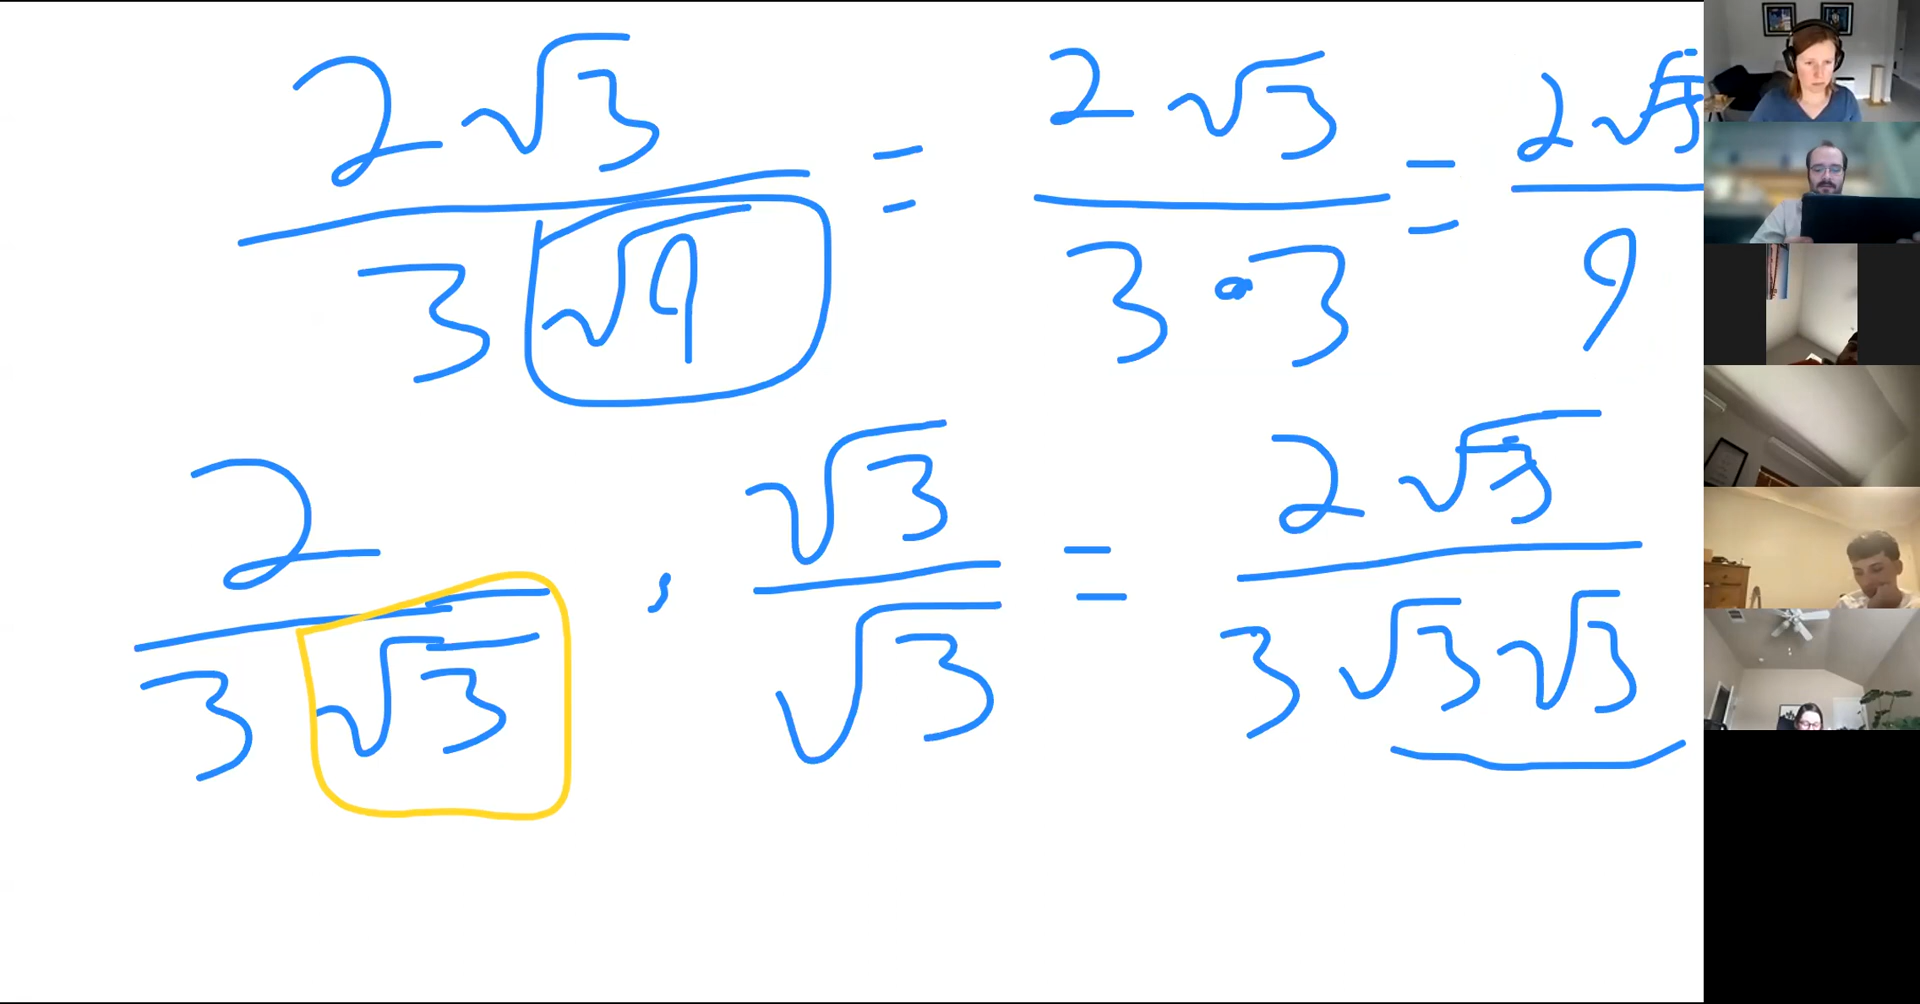 2√3 / 3√9 = 2√3 / 3·3 = 2√3 / 9
2 / 3√3 · √3 / √3 = 2√3 / 3√3√3